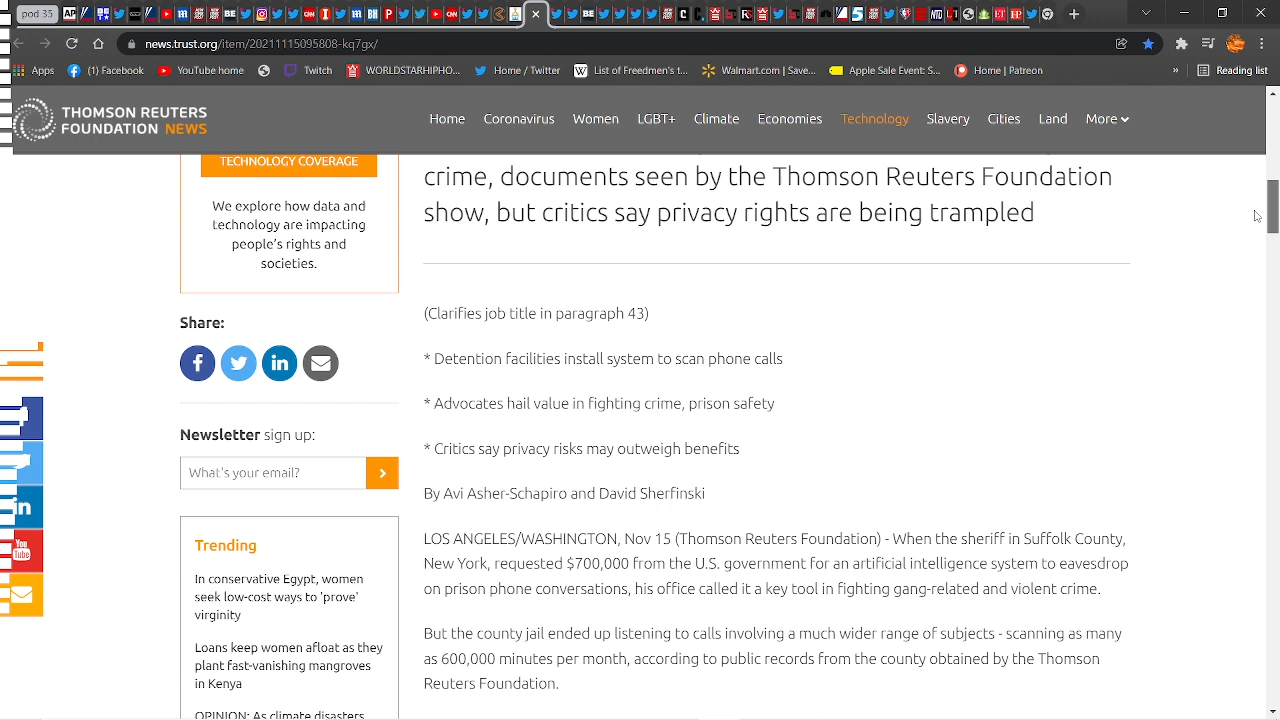 pod 35
news.trust.org/item/20211115095808-kq7gx/
Apps
(1) Facebook
YouTube home
Twitch
WORLDSTARHIPHO...
Home / Twitter
List of Freedmen's t...
Walmart.com | Save...
Apple Sale Event S...
Home | Patreon
»
Reading list
THOMSON REUTERS
FOUNDATION NEWS
Home
Coronavirus
Women
LGBT+
Climate
Economies
Technology
Slavery
Cities
Land
More
TECHNOLOGY COVERAGE
We explore how data and
technology are impacting
people's rights and
societies.
Share:
Newsletter sign up:
What's your email?
Trending
In conservative Egypt, women
seek low-cost ways to 'prove'
virginity
Loans keep women afloat as they
plant fast-vanishing mangroves
in Kenya
OPINION: As climate disasters
crime, documents seen by the Thomson Reuters Foundation
show, but critics say privacy rights are being trampled
(Clarifies job title in paragraph 43)
* Detention facilities install system to scan phone calls
* Advocates hail value in fighting crime, prison safety
* Critics say privacy risks may outweigh benefits
By Avi Asher-Schapiro and David Sherfinski
LOS ANGELES/WASHINGTON, Nov 15 (Thomson Reuters Foundation) - When the sheriff in Suffolk County,
New York, requested $700,000 from the U.S. government for an artificial intelligence system to eavesdrop
on prison phone conversations, his office called it a key tool in fighting gang-related and violent crime.
But the county jail ended up listening to calls involving a much wider range of subjects - scanning as many
as 600,000 minutes per month, according to public records from the county obtained by the Thomson
Reuters Foundation.